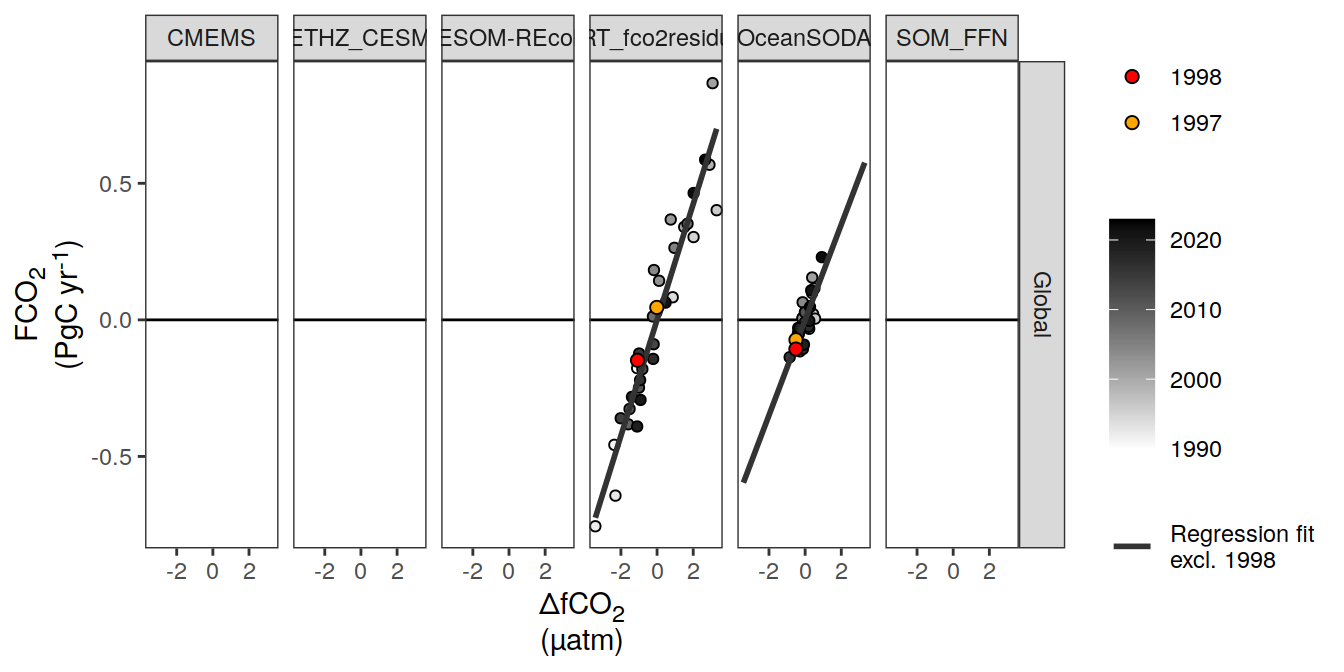 CMEMS
ETHZ_CESM
ESOM-REco
RT_fco2residu
OceanSODA
SOM_FFN
FCO2
(PgC yr-1)
0.5
0.0
-0.5
-2 0 2
-2 0 2
-2 0 2
-2 0 2
-2 0 2
-2 0 2
ΔfCO2
(µatm)
Global
1998
1997
2020
2010
2000
1990
Regression fit
excl. 1998